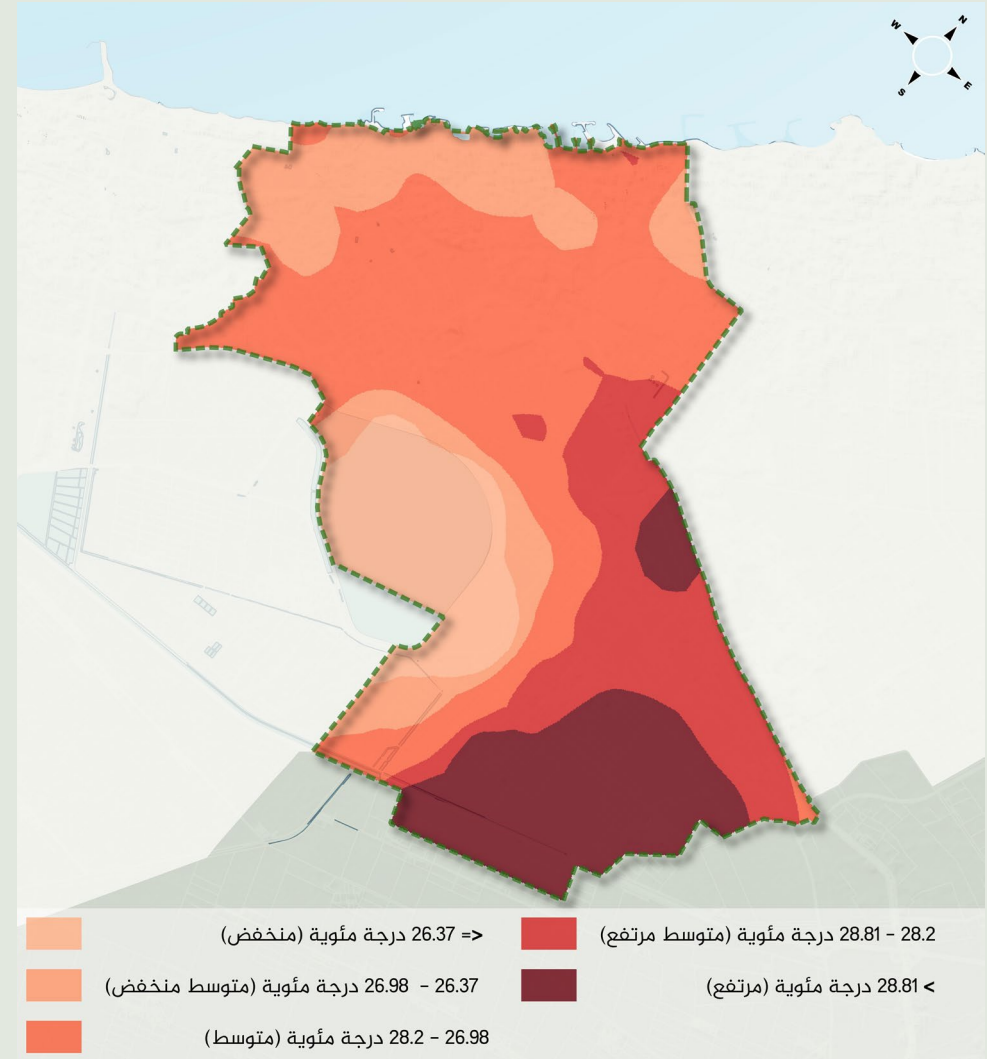 N
W
E
S
28.2 - 28.81 درجة مئوية (متوسط مرتفع)
=> 26.37 درجة مئوية (منخفض)
> 28.81 درجة مئوية (مرتفع)
26.37 - 26.98 درجة مئوية (متوسط منخفض)
26.98 - 28.2 درجة مئوية (متوسط)